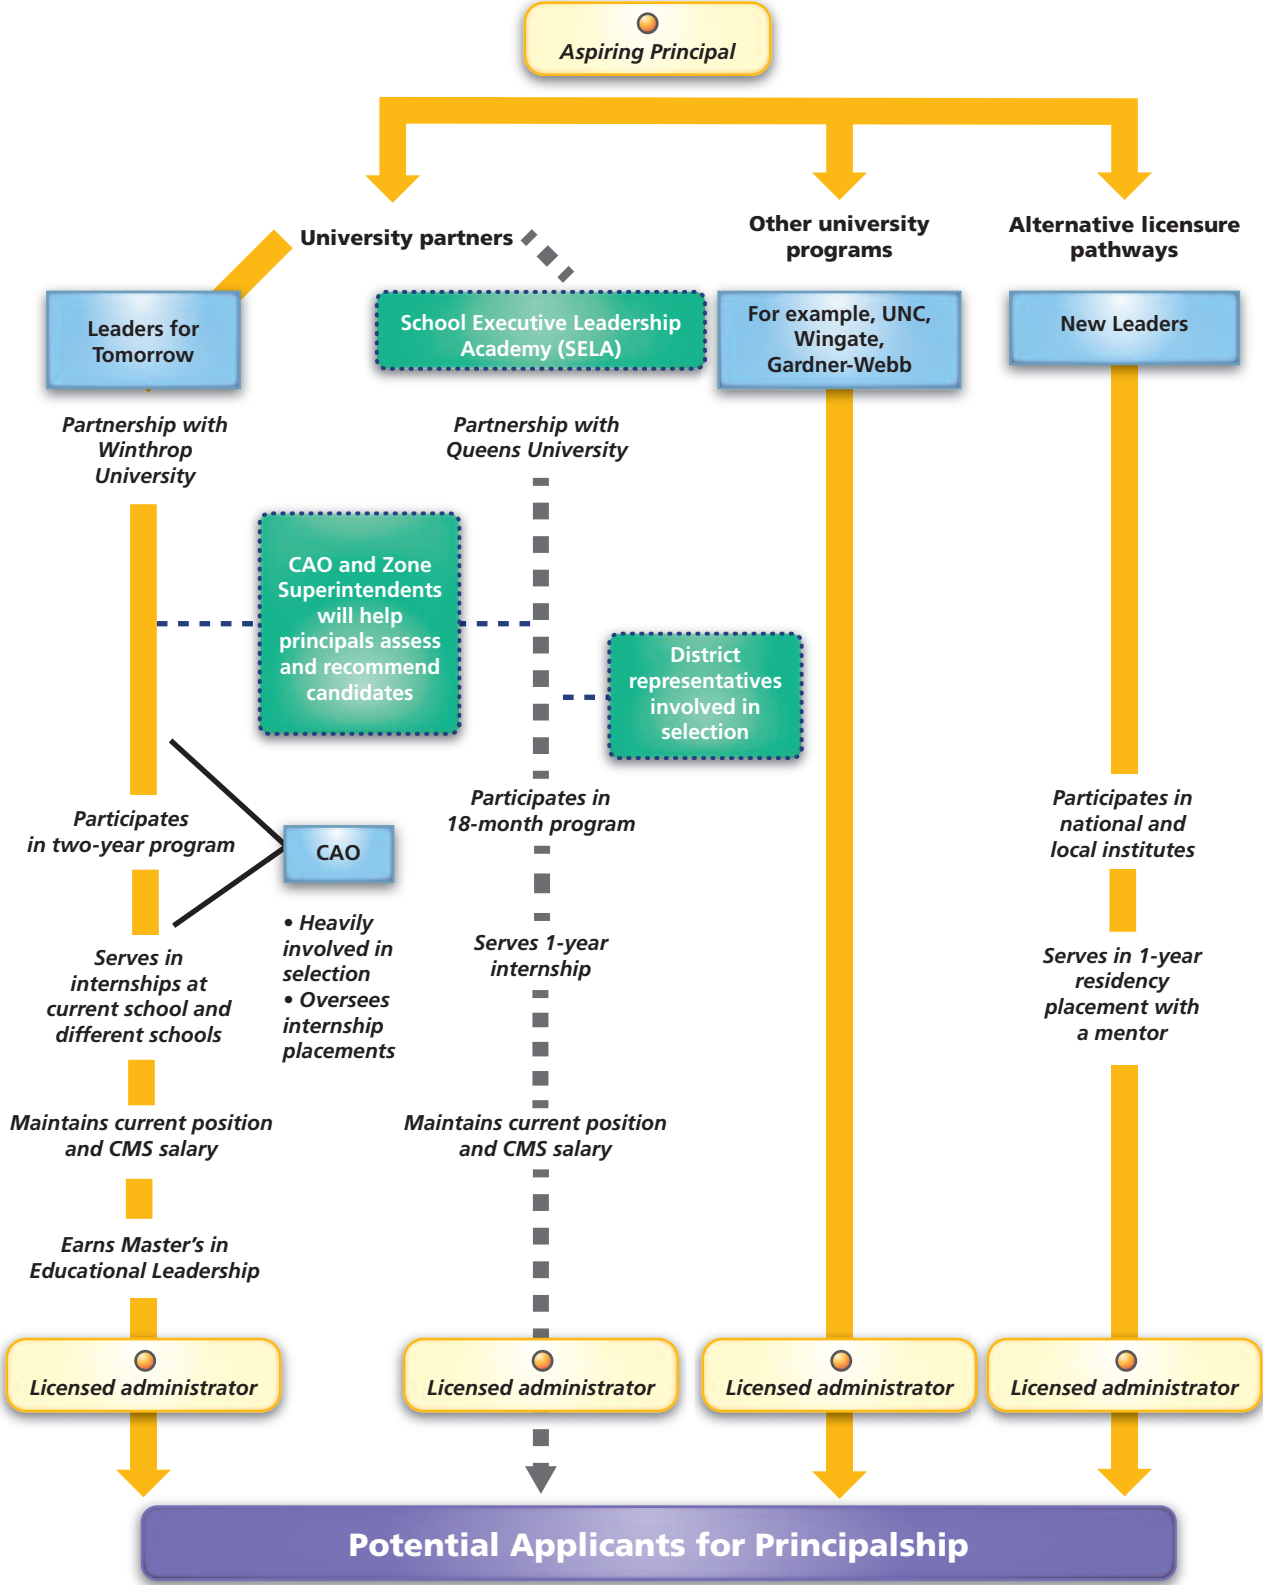 Aspiring Principal
University partners
Other university
programs
Alternative licensure
pathways
Leaders for
Tomorrow
School Executive Leadership
Academy (SELA)
For example, UNC,
Wingate,
Gardner-Webb
New Leaders
Partnership with
Winthrop
University
Partnership with
Queens University
CAO and Zone
Superintendents
will help
principals assess
and recommend
candidates
District
representatives
involved in
selection
Participates
in two-year program
CAO
• Heavily
involved in
selection
• Oversees
internship
placements
Participates in
18-month program
Participates in
national and
local institutes
Serves in
internships at
current school and
different schools
Serves 1-year
internship
Serves in 1-year
residency
placement with
a mentor
Maintains current position
and CMS salary
Maintains current position
and CMS salary
Earns Master’s in
Educational Leadership
Licensed administrator
Licensed administrator
Licensed administrator
Licensed administrator
Potential Applicants for Principalship